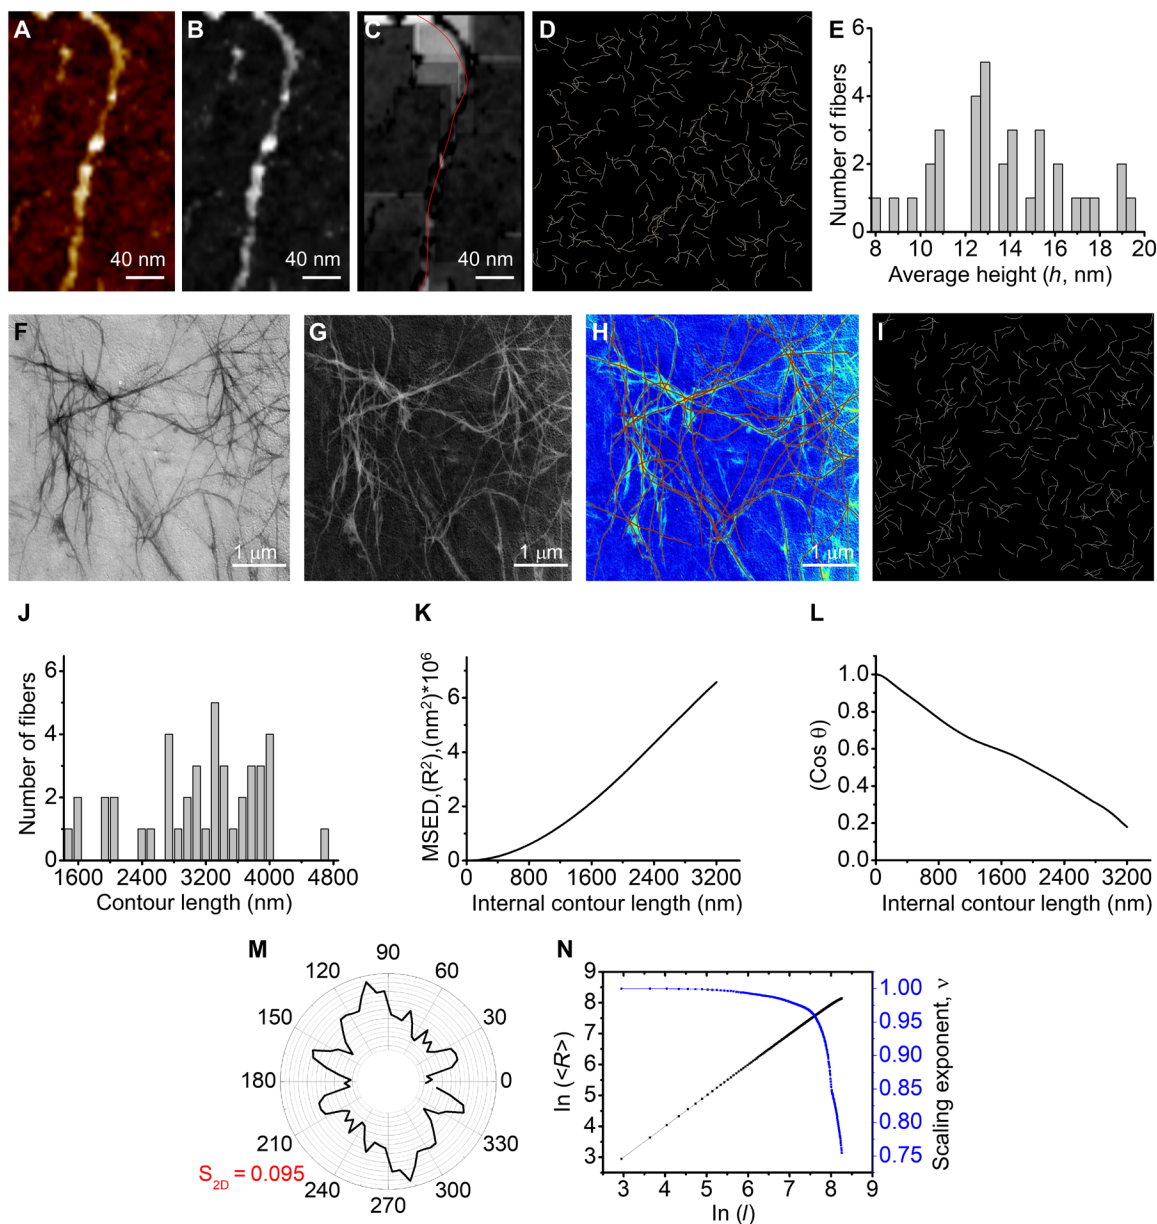 A
40 nm
B
40 nm
C
40 nm
D
E
Number of fibers
6
4
2
0
8
10
12
14
16
18
20
Average height (h, nm)
F
1 μm
G
1 μm
H
1 μm
I
J
Number of fibers
6
4
2
0
1600
2400
3200
4000
4800
Contour length (nm)
K
MSED,(R²),(nm²)*10⁶
6
4
2
0
0
800
1600
2400
3200
Internal contour length (nm)
L
(Cos θ)
1.0
0.8
0.6
0.4
0.2
0.0
0
800
1600
2400
3200
Internal contour length (nm)
M
90
120
60
150
30
180
0
210
330
240
300
270
S₂D = 0.095
N
ln (<R>)
9
8
7
6
5
4
3
3
4
5
6
7
8
9
ln (l)
1.00
0.95
0.90
0.85
0.80
0.75
Scaling exponent, ν